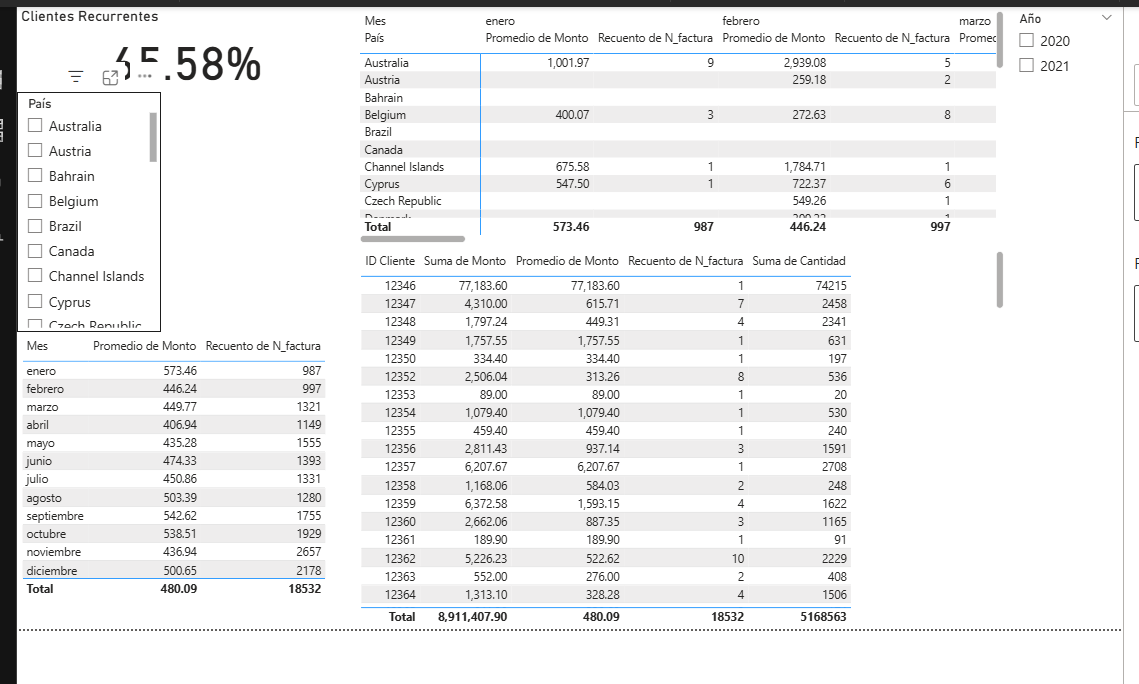 Clientes Recurrentes
65.58%
País
Australia
Austria
Bahrain
Belgium
Brazil
Canada
Channel Islands
Cyprus
Czech Republic
Mes Promedio de Monto Recuento de N_factura
enero 573.46 987
febrero 446.24 997
marzo 449.77 1321
abril 406.94 1149
mayo 435.28 1555
junio 474.33 1393
julio 450.86 1331
agosto 503.39 1280
septiembre 542.62 1755
octubre 538.51 1929
noviembre 436.94 2657
diciembre 500.65 2178
Total 480.09 18532
Mes enero febrero marzo
País Promedio de Monto Recuento de N_factura Promedio de Monto Recuento de N_factura Promec
Australia 1,001.97 9 2,939.08 5
Austria 259.18 2
Bahrain
Belgium 400.07 3 272.63 8
Brazil
Canada
Channel Islands 675.58 1 1,784.71 1
Cyprus 547.50 1 722.37 6
Czech Republic 549.26 1
Total 573.46 987 446.24 997
ID Cliente Suma de Monto Promedio de Monto Recuento de N_factura Suma de Cantidad
12346 77,183.60 77,183.60 1 74215
12347 4,310.00 615.71 7 2458
12348 1,797.24 449.31 4 2341
12349 1,757.55 1,757.55 1 631
12350 334.40 334.40 1 197
12352 2,506.04 313.26 8 536
12353 89.00 89.00 1 20
12354 1,079.40 1,079.40 1 530
12355 459.40 459.40 1 240
12356 2,811.43 937.14 3 1591
12357 6,207.67 6,207.67 1 2708
12358 1,168.06 584.03 2 248
12359 6,372.58 1,593.15 4 1622
12360 2,662.06 887.35 3 1165
12361 189.90 189.90 1 91
12362 5,226.23 522.62 10 2229
12363 552.00 276.00 2 408
12364 1,313.10 328.28 4 1506
Total 8,911,407.90 480.09 18532 5168563
Año
2020
2021